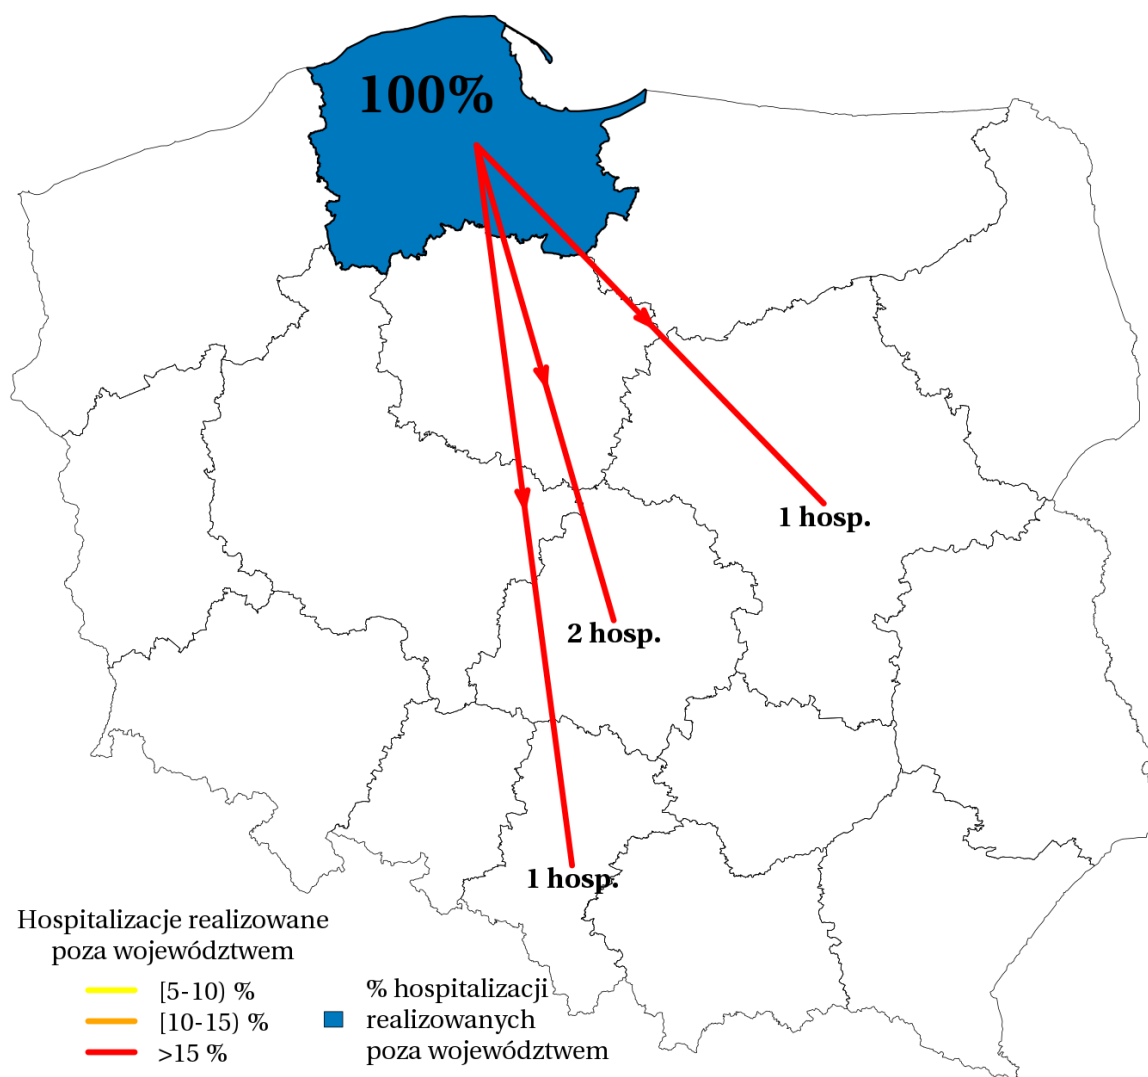 100%
1 hosp.
2 hosp.
1 hosp.
Hospitalizacje realizowane
poza województwem
[5-10) %
[10-15) %
>15 %
% hospitalizacji
realizowanych
poza województwem